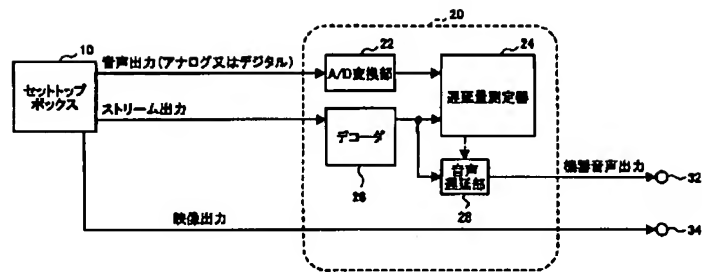 20
10
22
24
音声出力(アナログ又はデジタル)
A/D変換部
遅延量測定器
セットトップ
ボックス
ストリーム出力
デコーダ
機器音声出力
音声
遅延部
32
26
28
映像出力
34